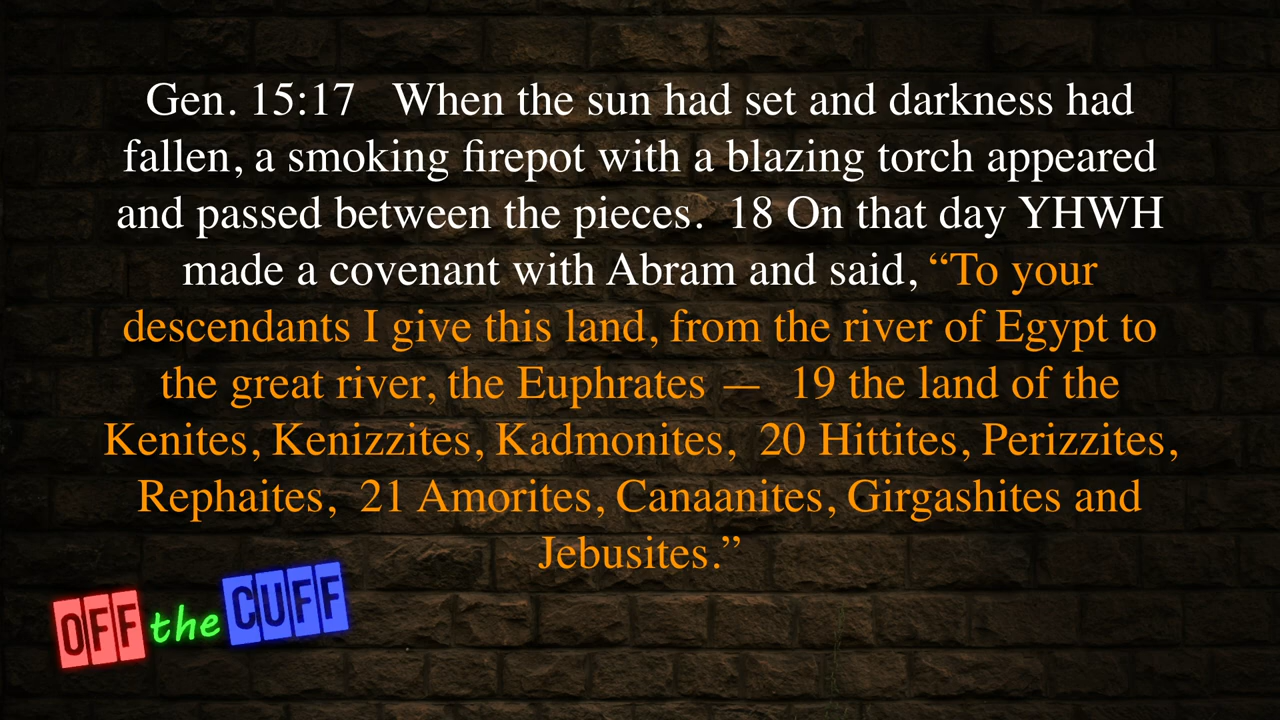 Gen. 15:17   When the sun had set and darkness had
fallen, a smoking firepot with a blazing torch appeared
and passed between the pieces.  18 On that day YHWH
made a covenant with Abram and said, “To your
descendants I give this land, from the river of Egypt to
the great river, the Euphrates —  19 the land of the
Kenites, Kenizzites, Kadmonites,  20 Hittites, Perizzites,
Rephaites,  21 Amorites, Canaanites, Girgashites and
Jebusites.”
OFF the CUFF